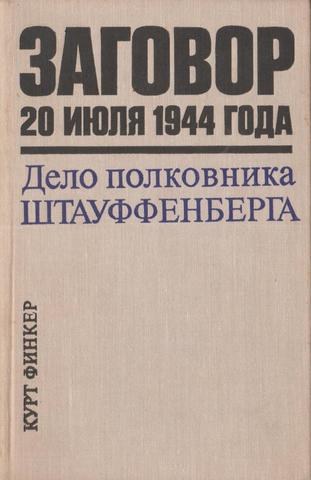 ЗАГОВОР
20 ИЮЛЯ 1944 ГОДА
Дело полковника
ШТАУФФЕНБЕРГА
КУРТ ФИНКЕР